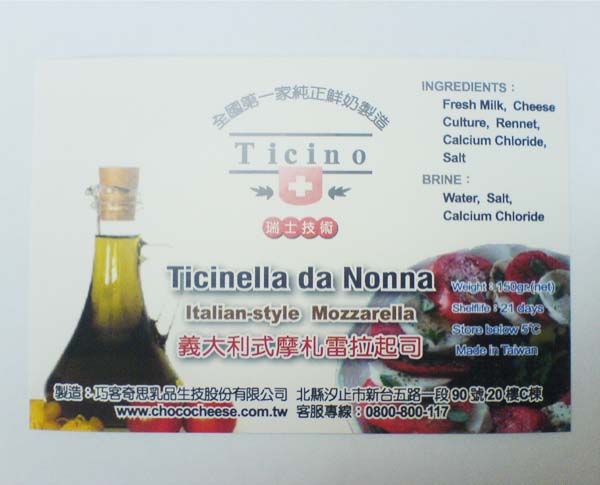 全國第一家純正鮮奶製造
Ticino
瑞士技術
INGREDIENTS：
Fresh Milk, Cheese
Culture, Rennet,
Calcium Chloride,
Salt
BRINE：
Water, Salt,
Calcium Chloride
Ticinella da Nonna
Italian-style Mozzarella
義大利式摩札雷拉起司
Weight：150gr.(net)
Shelflife：21 days
Store below 5℃
Made in Taiwan
製造：巧客奇思乳品生技股份有限公司 北縣汐止市新台五路一段90號20樓C棟
www.chococheese.com.tw 客服專線：0800-800-117